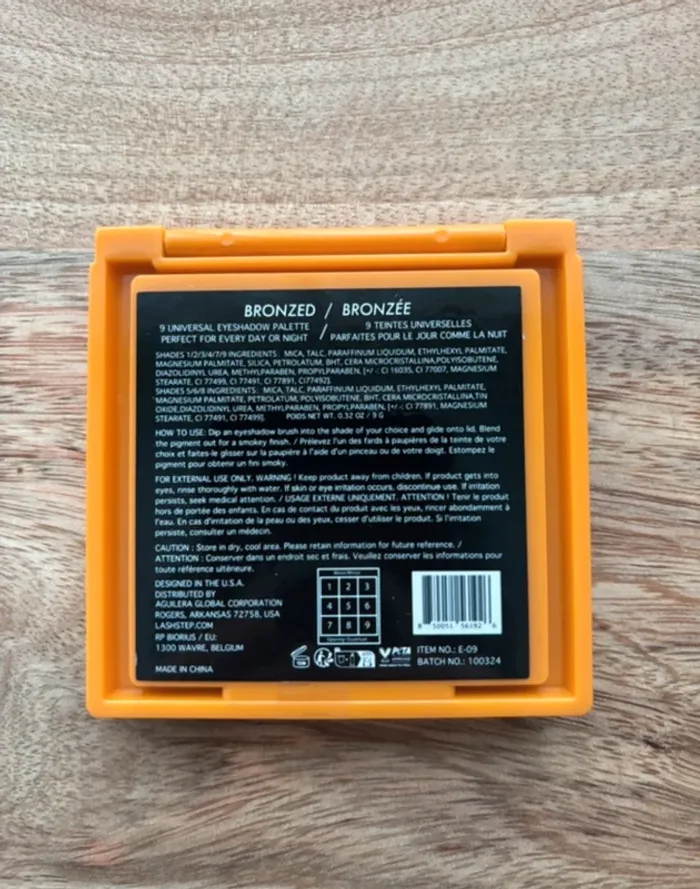 BRONZED / BRONZÉE
9 UNIVERSAL EYESHADOW PALETTE / 9 TEINTES UNIVERSELLES
PERFECT FOR EVERY DAY OR NIGHT / PARFAITES POUR LE JOUR COMME LA NUIT
SHADES 1/2/3/4/7/9 INGREDIENTS: MICA, TALC, PARAFFINUM LIQUIDUM, ETHYLHEXYL PALMITATE,
MAGNESIUM PALMITATE, SILICA, PETROLATUM, BHT, CERA MICROCRISTALLINA,POLYISOBUTENE,
DIAZOLIDINYL UREA, METHYLPARABEN, PROPYLPARABEN, [+/-: CI 16035, CI 77007, MAGNESIUM
STEARATE, CI 77499, CI 77491, CI 77891, CI77492].
SHADES 5/6/8 INGREDIENTS: MICA, TALC, PARAFFINUM LIQUIDUM, ETHYLHEXYL PALMITATE,
MAGNESIUM PALMITATE, PETROLATUM, POLYISOBUTENE, BHT, CERA MICROCRISTALLINA,TIN
OXIDE,DIAZOLIDINYL UREA, METHYLPARABEN, PROPYLPARABEN, [+/-: CI 77891, MAGNESIUM
STEARATE, CI 77491, CI 77499]. POIDS NET WT. 0.32 OZ / 9 G
HOW TO USE: Dip an eyeshadow brush into the shade of your choice and glide onto lid. Blend
the pigment out for a smokey finish. / Prélevez l'un des fards à paupières de la teinte de votre
choix et faites-le glisser sur la paupière à l'aide d'un pinceau ou de votre doigt. Estompez le
pigment pour obtenir un fini smoky.
FOR EXTERNAL USE ONLY. WARNING! Keep product away from children. If product gets into
eyes, rinse thoroughly with water. If skin or eye irritation occurs, discontinue use. If irritation
persists, seek medical attention. / USAGE EXTERNE UNIQUEMENT. ATTENTION ! Tenir le produit
hors de portée des enfants. En cas de contact du produit avec les yeux, rincer abondamment à
l'eau. En cas d'irritation de la peau ou des yeux, cesser d'utiliser le produit. Si l'irritation
persiste, consulter un médecin.
CAUTION : Store in dry, cool area. Please retain information for future reference. /
ATTENTION : Conserver dans un endroit sec et frais. Veuillez conserver les informations pour
toute référence ultérieure.
DESIGNED IN THE U.S.A.
DISTRIBUTED BY
AGUILERA GLOBAL CORPORATION
ROGERS, ARKANSAS 72758, USA
LASHSTEP.COM
RP BIORIUS / EU:
1300 WAVRE, BELGIUM
MADE IN CHINA
1 2 3
4 5 6
7 8 9
PETA
8 50051 56192 6
ITEM NO.: E-09
BATCH NO.: 100324